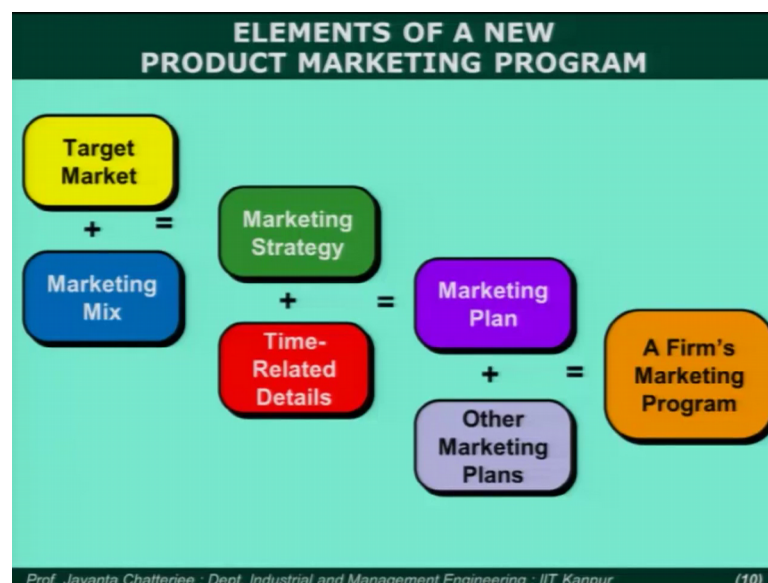 ELEMENTS OF A NEW
PRODUCT MARKETING PROGRAM
Target
Market
+ =
Marketing
Mix
Marketing
Strategy
+ =
Time-
Related
Details
Marketing
Plan
+ =
Other
Marketing
Plans
A Firm's
Marketing
Program
Prof. Jayanta Chatterjee : Dept. Industrial and Management Engineering : IIT Kanpur (10)